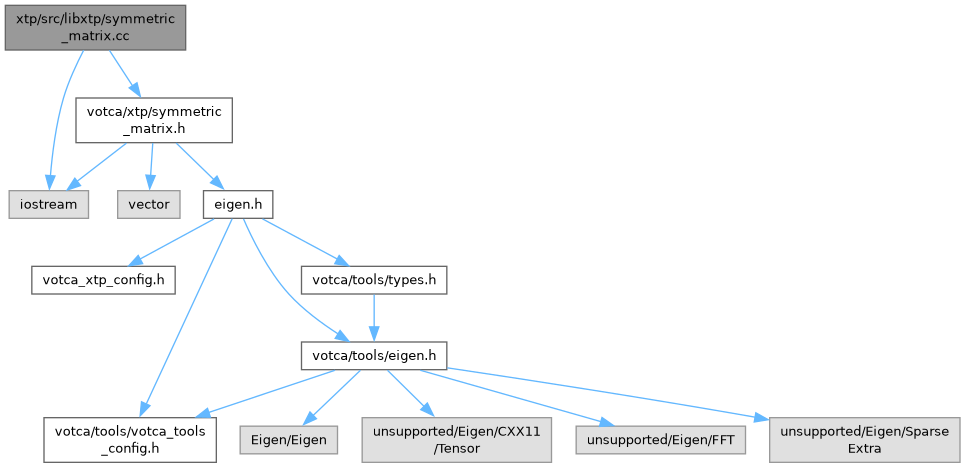 xtp/src/libxtp/symmetric
_matrix.cc
votca/xtp/symmetric
_matrix.h
iostream
vector
eigen.h
votca_xtp_config.h
votca/tools/types.h
votca/tools/eigen.h
votca/tools/votca_tools
_config.h
Eigen/Eigen
unsupported/Eigen/CXX11
/Tensor
unsupported/Eigen/FFT
unsupported/Eigen/Sparse
Extra